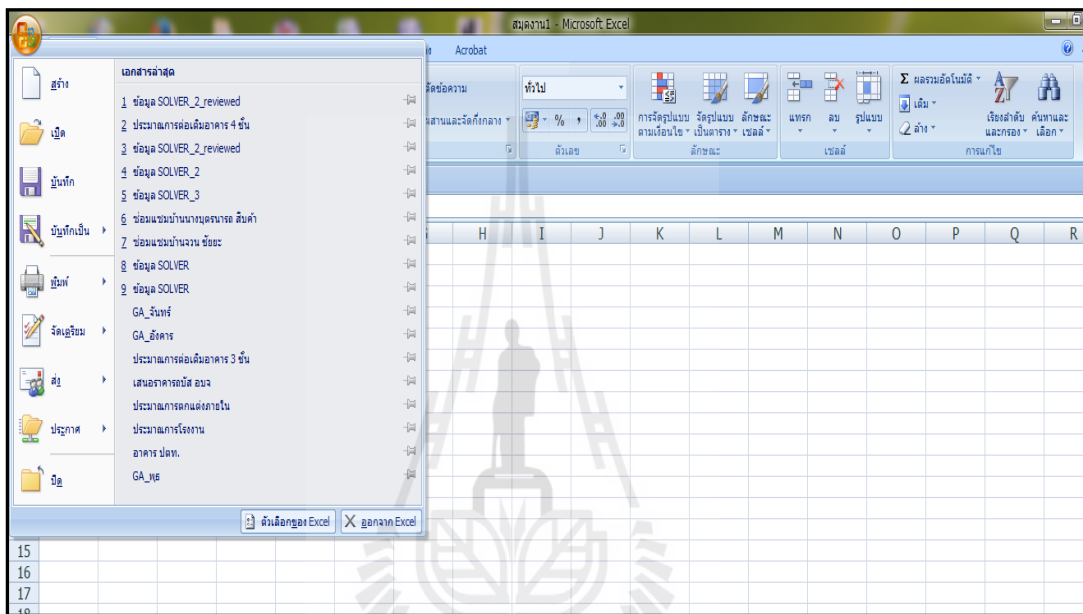 สมุดงาน1 - Microsoft Excel
Acrobat
สร้าง
เปิด
บันทึก
บันทึกเป็น
พิมพ์
จัดเตรียม
ส่ง
ประกาศ
ปิด
เอกสารล่าสุด
1 ข้อมูล SOLVER_2_reviewed
2 ประมาณการต่อเติมอาคาร 4 ชั้น
3 ข้อมูล SOLVER_2_reviewed
4 ข้อมูล SOLVER_2
5 ข้อมูล SOLVER_3
6 ซ่อมแซมบ้านนางบุตรนารถ สืบคำ
7 ซ่อมแซมบ้านจวน ชัยยะ
8 ข้อมูล SOLVER
9 ข้อมูล SOLVER
GA_จันทร์
GA_อังคาร
ประมาณการต่อเติมอาคาร 3 ชั้น
เสนอราคารถบัส อบจ
ประมาณการตกแต่งภายใน
ประมาณการโรงงาน
อาคาร ปตท.
GA_พุธ
ตัวเลือกของ Excel
ออกจาก Excel
ตัดข้อความ
ผสานและจัดกึ่งกลาง
ทั่วไป
% ,
ตัวเลข
การจัดรูปแบบ ตามเงื่อนไข
จัดรูปแบบ เป็นตาราง
ลักษณะ เซลล์
ลักษณะ
แทรก
ลบ
รูปแบบ
เซลล์
Σ ผลรวมอัตโนมัติ
เติม
ล้าง
เรียงลำดับ และกรอง
ค้นหาและ เลือก
การแก้ไข
H I J K L M N O P Q R
15
16
17
18